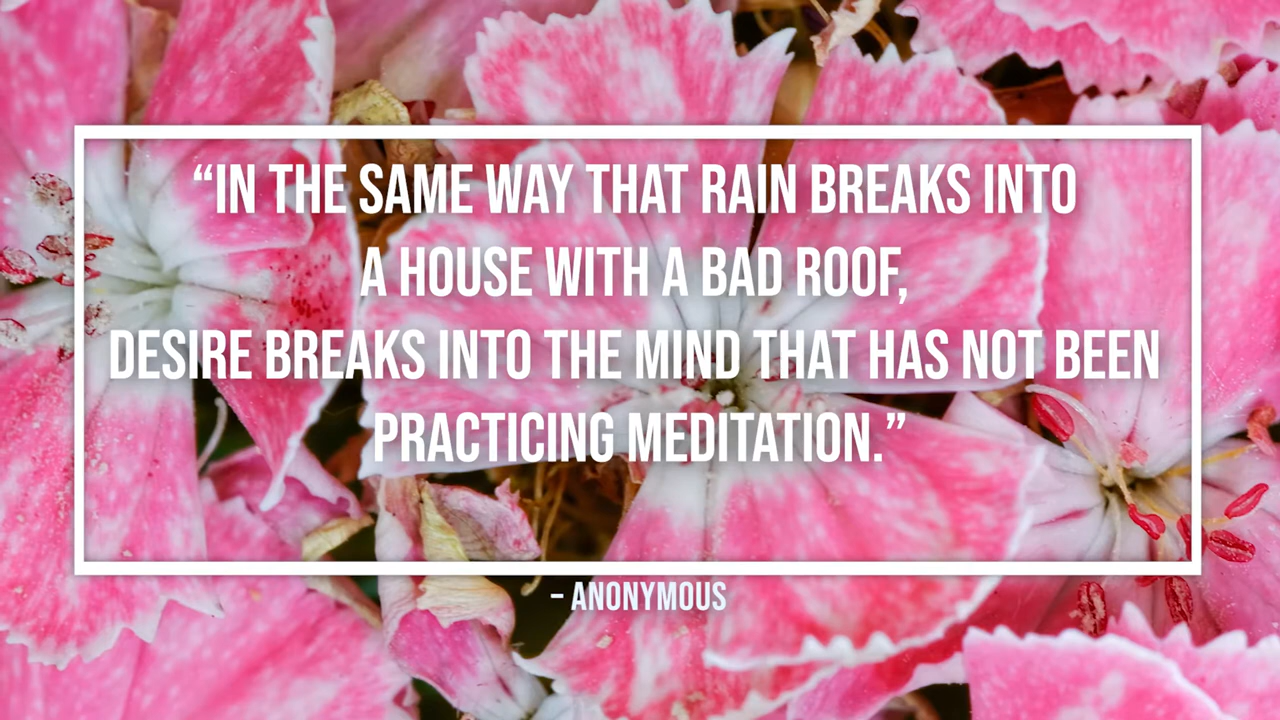 “IN THE SAME WAY THAT RAIN BREAKS INTO
A HOUSE WITH A BAD ROOF,
DESIRE BREAKS INTO THE MIND THAT HAS NOT BEEN
PRACTICING MEDITATION.”
– ANONYMOUS